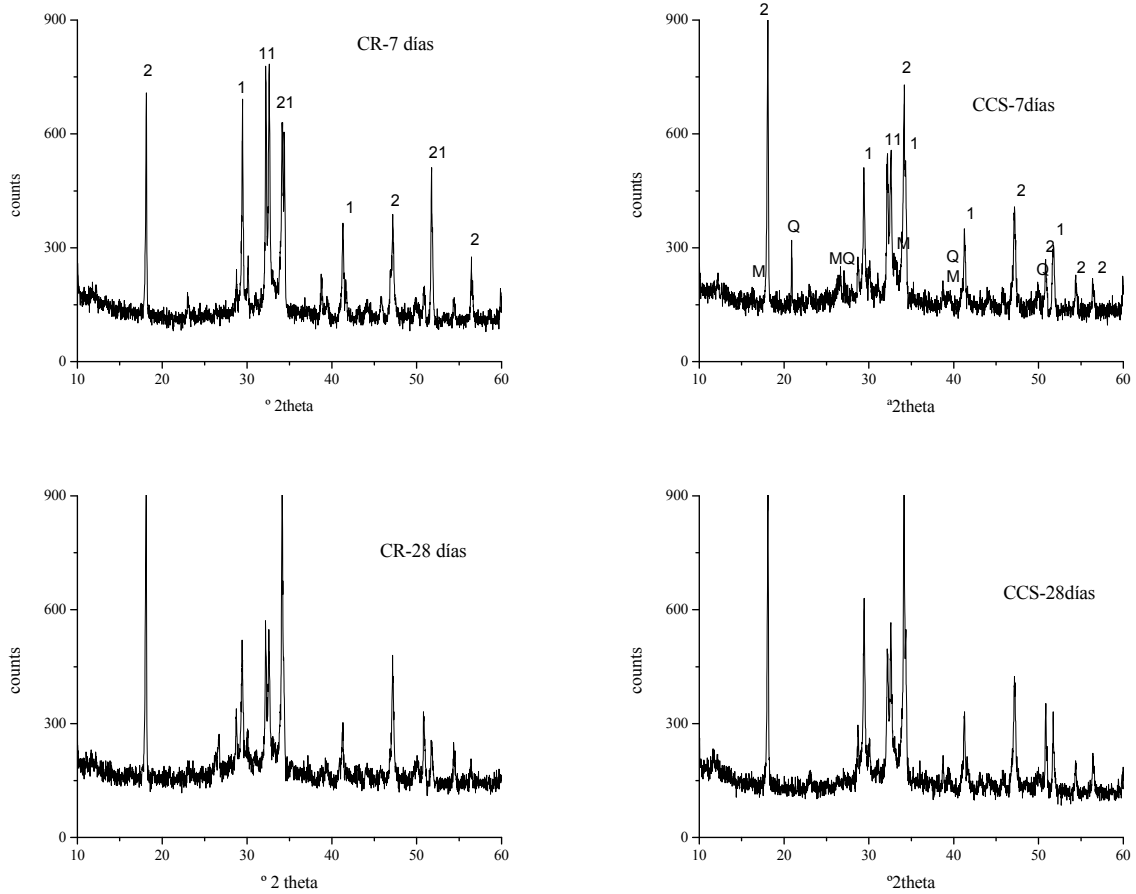 900
600
300
0
10 20 30 40 50 60
counts
º 2theta
CR-7 días
2 1 11 21 1 2 21 2
900
600
300
0
10 20 30 40 50 60
counts
ª2theta
CCS-7días
2
2
1 11 1
Q 1 2 1
M MQ M Q M Q 2 2 2
900
600
300
0
10 20 30 40 50 60
counts
º 2 theta
CR-28 días
900
600
300
0
10 20 30 40 50 60
counts
º2theta
CCS-28días